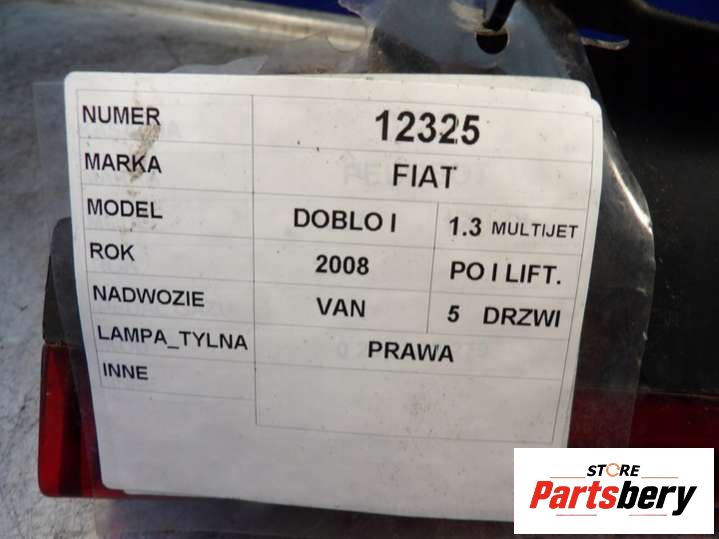 NUMER 12325
MARKA FIAT
MODEL DOBLO I 1.3 MULTIJET
ROK 2008 PO I LIFT.
NADWOZIE VAN 5 DRZWI
LAMPA_TYLNA PRAWA
INNE
STORE
Partsbery